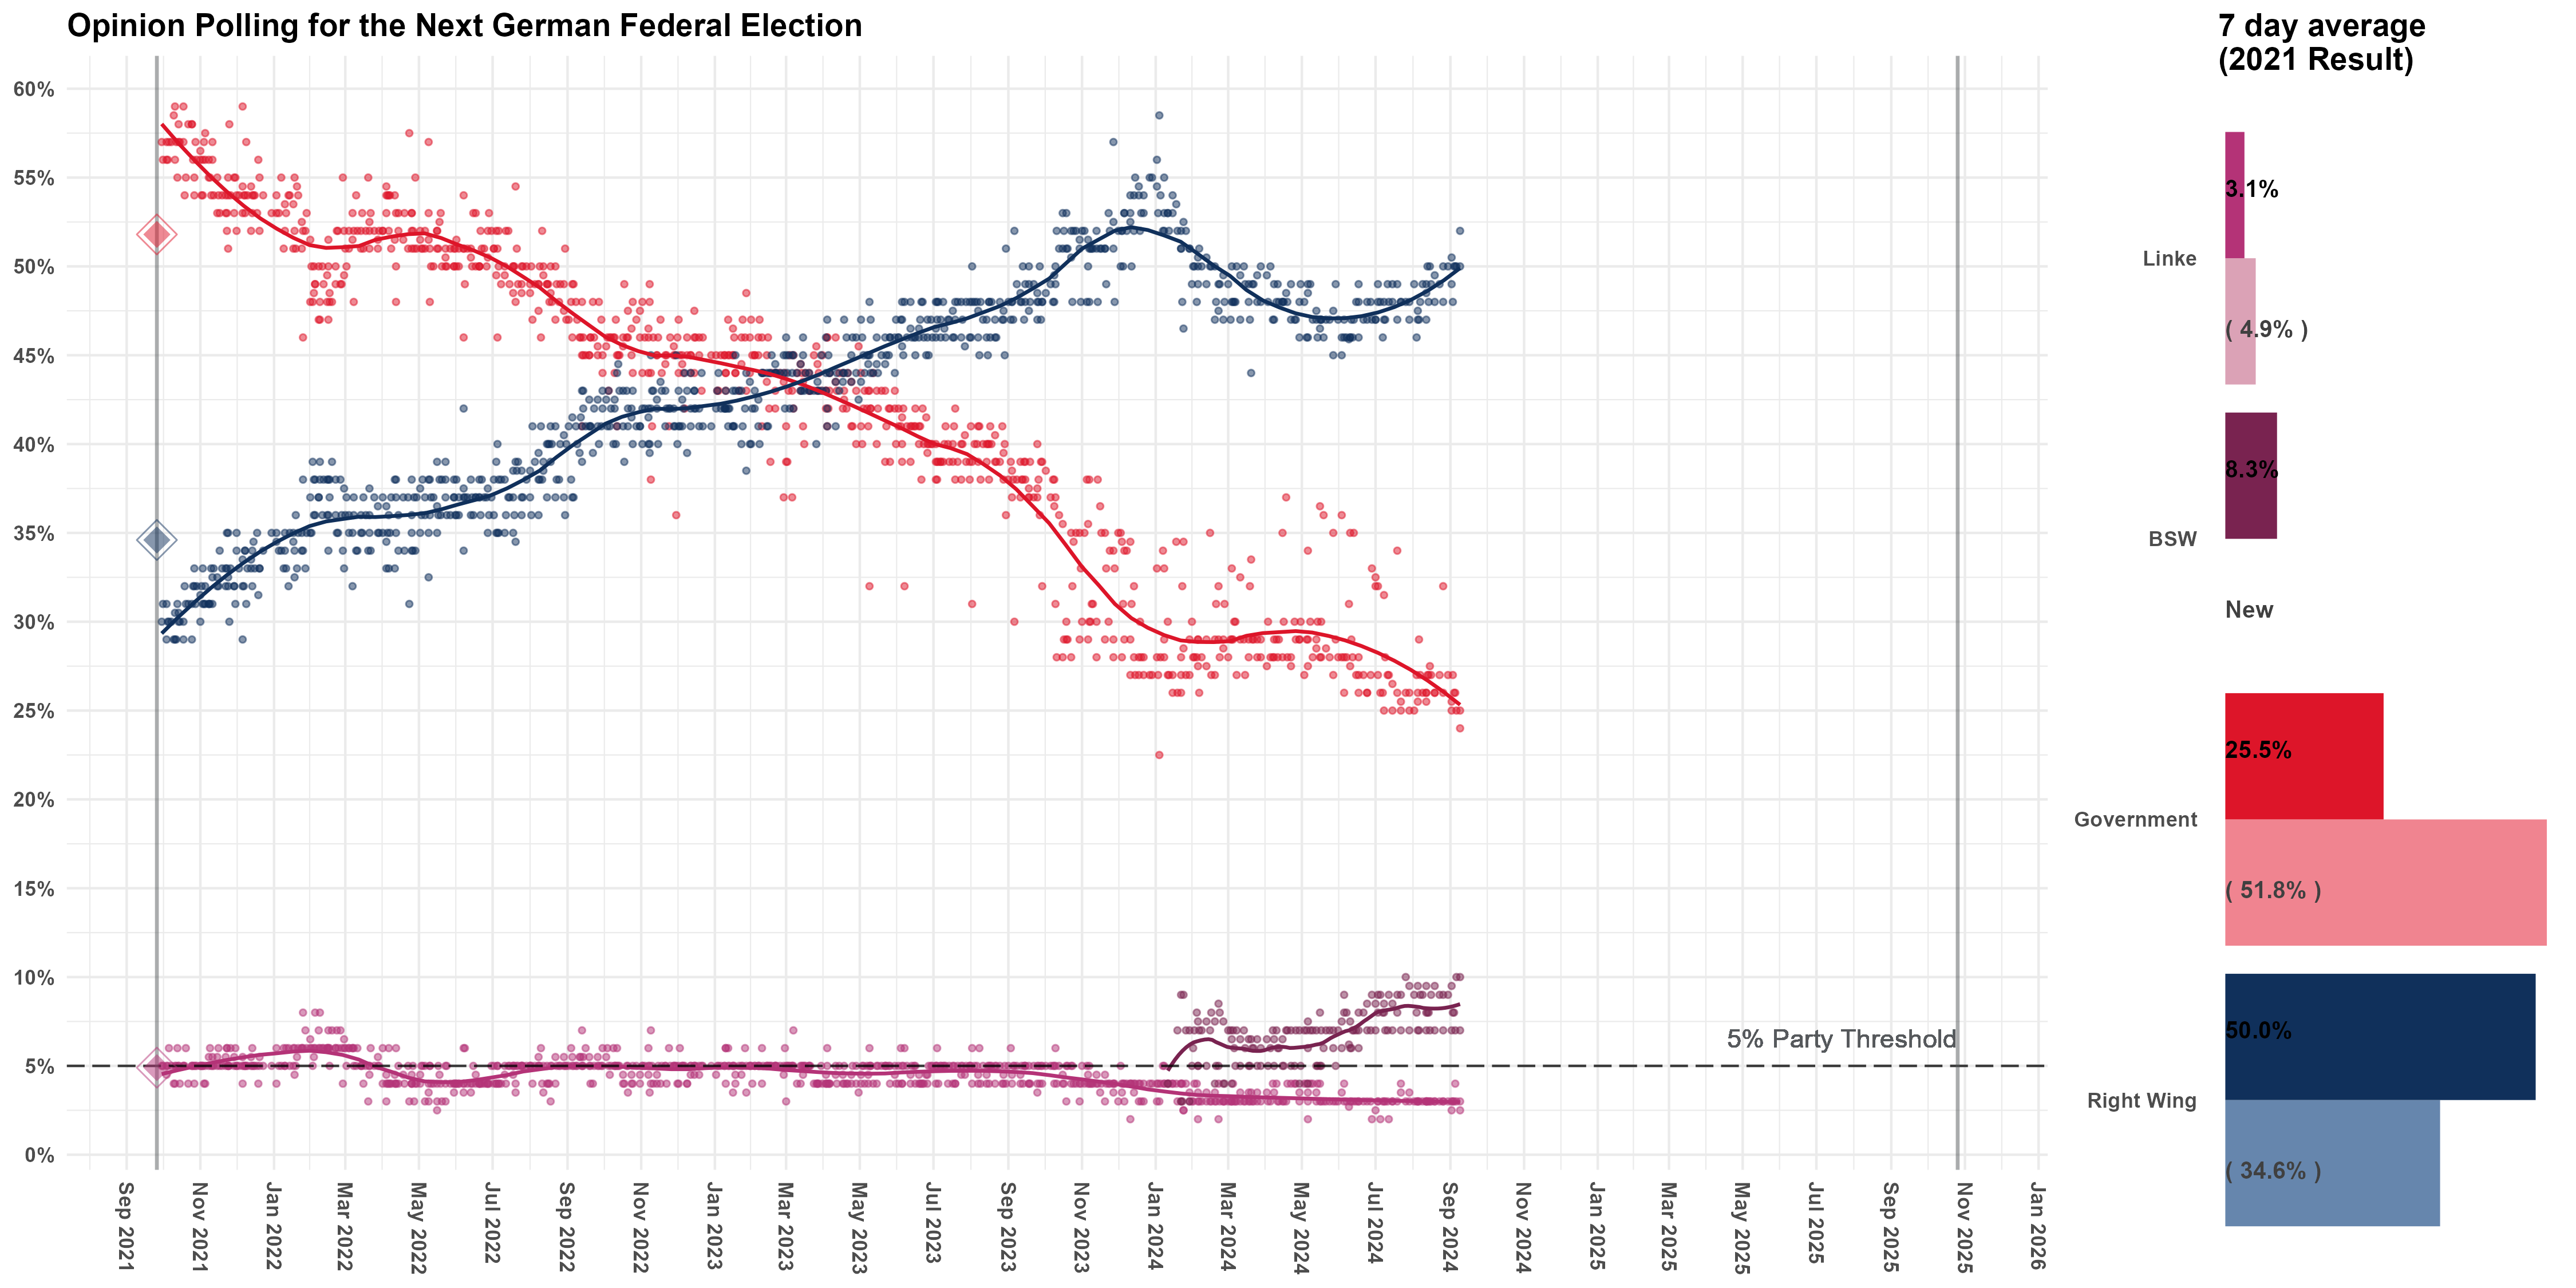 Opinion Polling for the Next German Federal Election
60%
55%
50%
45%
40%
35%
30%
25%
20%
15%
10%
5%
0%
5% Party Threshold
Sep 2021
Nov 2021
Jan 2022
Mar 2022
May 2022
Jul 2022
Sep 2022
Nov 2022
Jan 2023
Mar 2023
May 2023
Jul 2023
Sep 2023
Nov 2023
Jan 2024
Mar 2024
May 2024
Jul 2024
Sep 2024
Nov 2024
Jan 2025
Mar 2025
May 2025
Jul 2025
Sep 2025
Nov 2025
Jan 2026
7 day average
(2021 Result)
3.1%
Linke
( 4.9% )
8.3%
BSW
New
25.5%
Government
( 51.8% )
50.0%
Right Wing
( 34.6% )